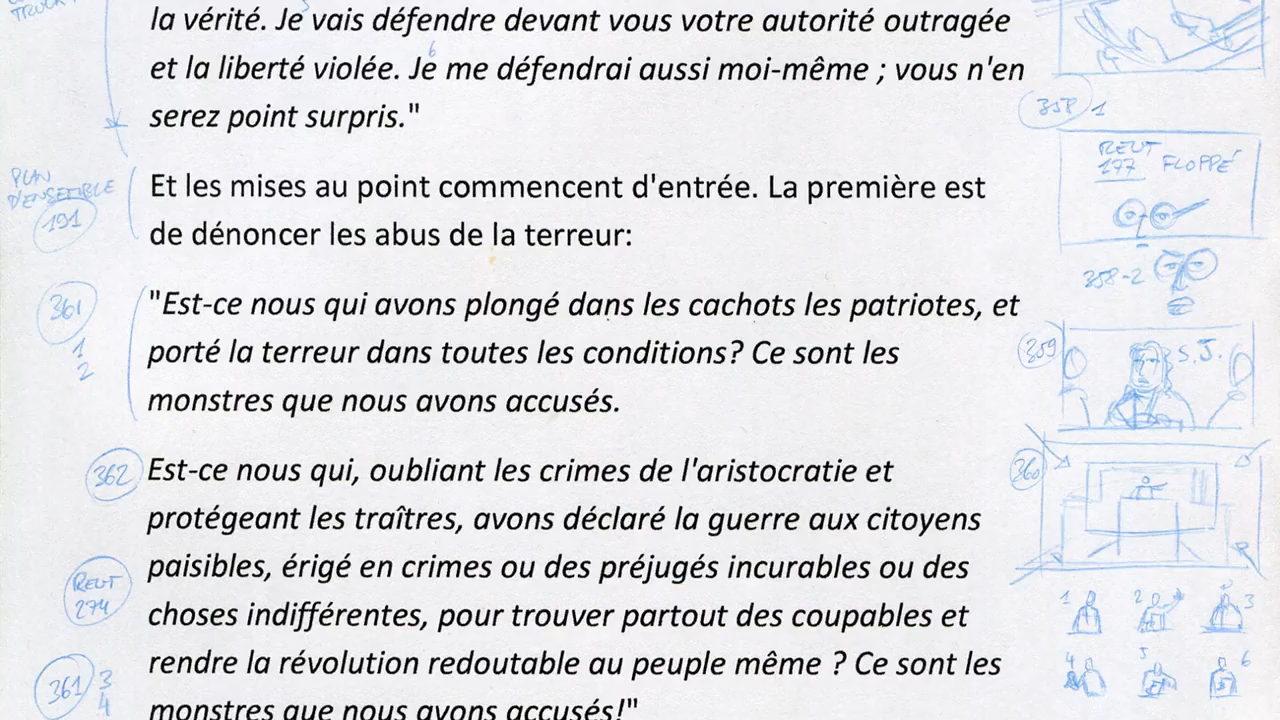 la vérité. Je vais défendre devant vous votre autorité outragée
et la liberté violée. Je me défendrai aussi moi-même ; vous n'en
serez point surpris."
6
358 1
REUT
177 FLOPPÉ
PLAN
D'ENSEMBLE
191
Et les mises au point commencent d'entrée. La première est
de dénoncer les abus de la terreur:
358-2
361
1
2
"Est-ce nous qui avons plongé dans les cachots les patriotes, et
porté la terreur dans toutes les conditions? Ce sont les
monstres que nous avons accusés.
359
S.J.
360
362
Est-ce nous qui, oubliant les crimes de l'aristocratie et
protégeant les traîtres, avons déclaré la guerre aux citoyens
paisibles, érigé en crimes ou des préjugés incurables ou des
choses indifférentes, pour trouver partout des coupables et
rendre la révolution redoutable au peuple même ? Ce sont les
monstres que nous avons accusés!"
REUT
274
361 3
4
1 2 3
4 5 6